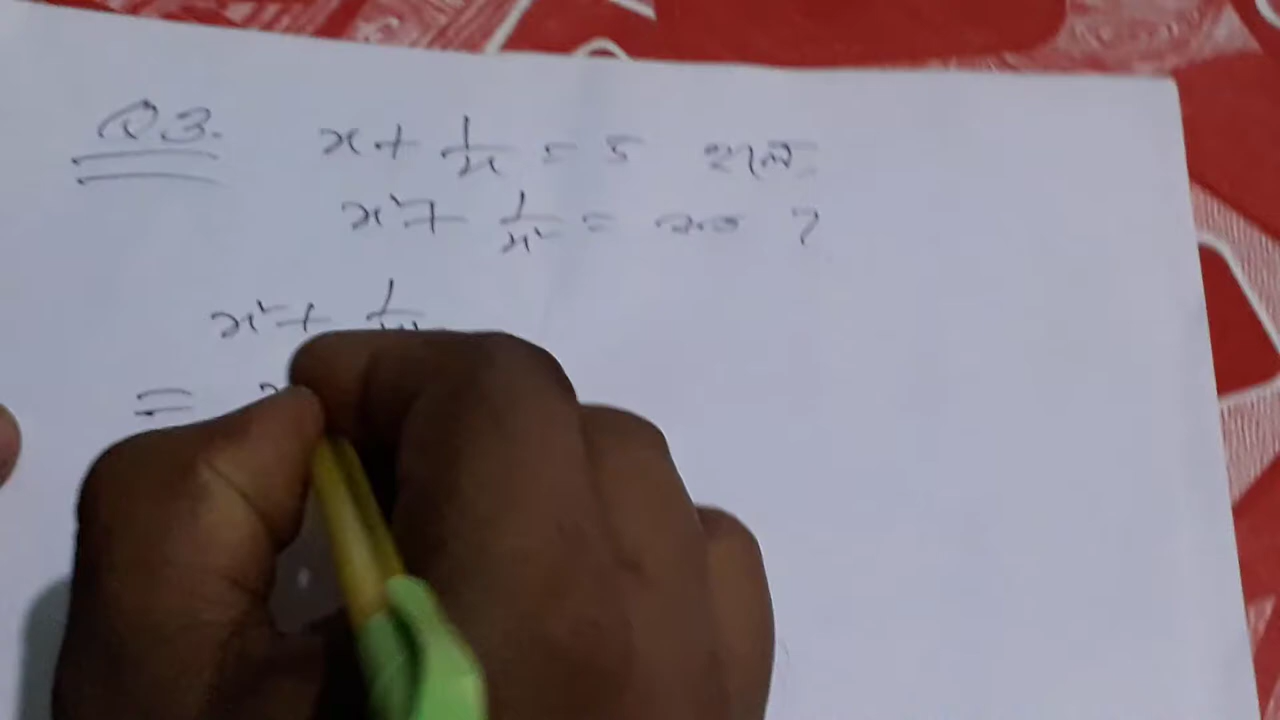 Q3. x + 1/x = 5 হলে
x² + 1/x² = কত ?
x² + 1/x²
= x